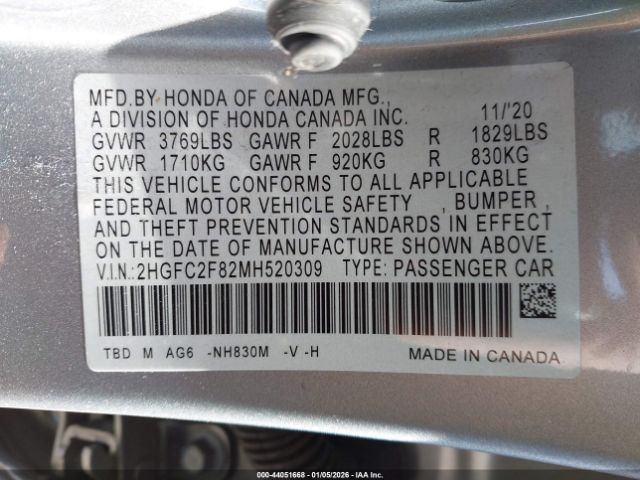 MFD.BY HONDA OF CANADA MFG.,
A DIVISION OF HONDA CANADA INC. 11/'20
GVWR 3769LBS GAWR F 2028LBS R 1829LBS
GVWR 1710KG GAWR F 920KG R 830KG
THIS VEHICLE CONFORMS TO ALL APPLICABLE
FEDERAL MOTOR VEHICLE SAFETY , BUMPER ,
AND THEFT PREVENTION STANDARDS IN EFFECT
ON THE DATE OF MANUFACTURE SHOWN ABOVE.
V.I.N.:2HGFC2F82MH520309 TYPE: PASSENGER CAR
TBD M AG6 -NH830M -V -H MADE IN CANADA
000-44051668 - 01/05/2026 - IAA Inc.